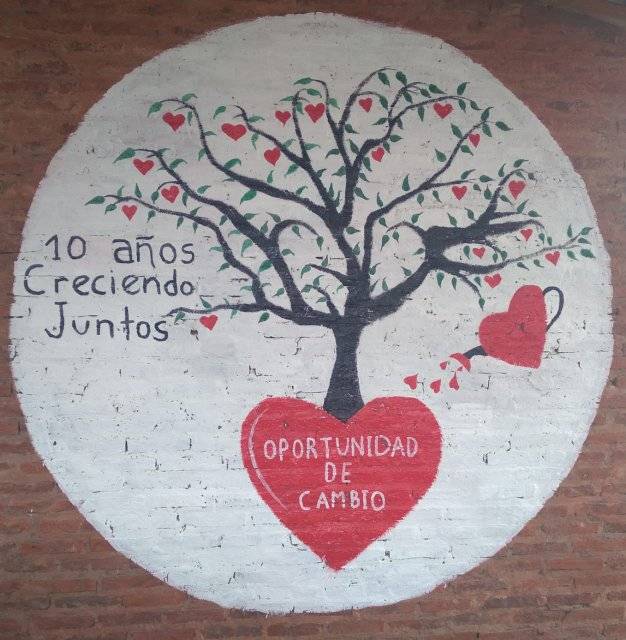 10 años
Creciendo
Juntos
OPORTUNIDAD
DE
CAMBIO